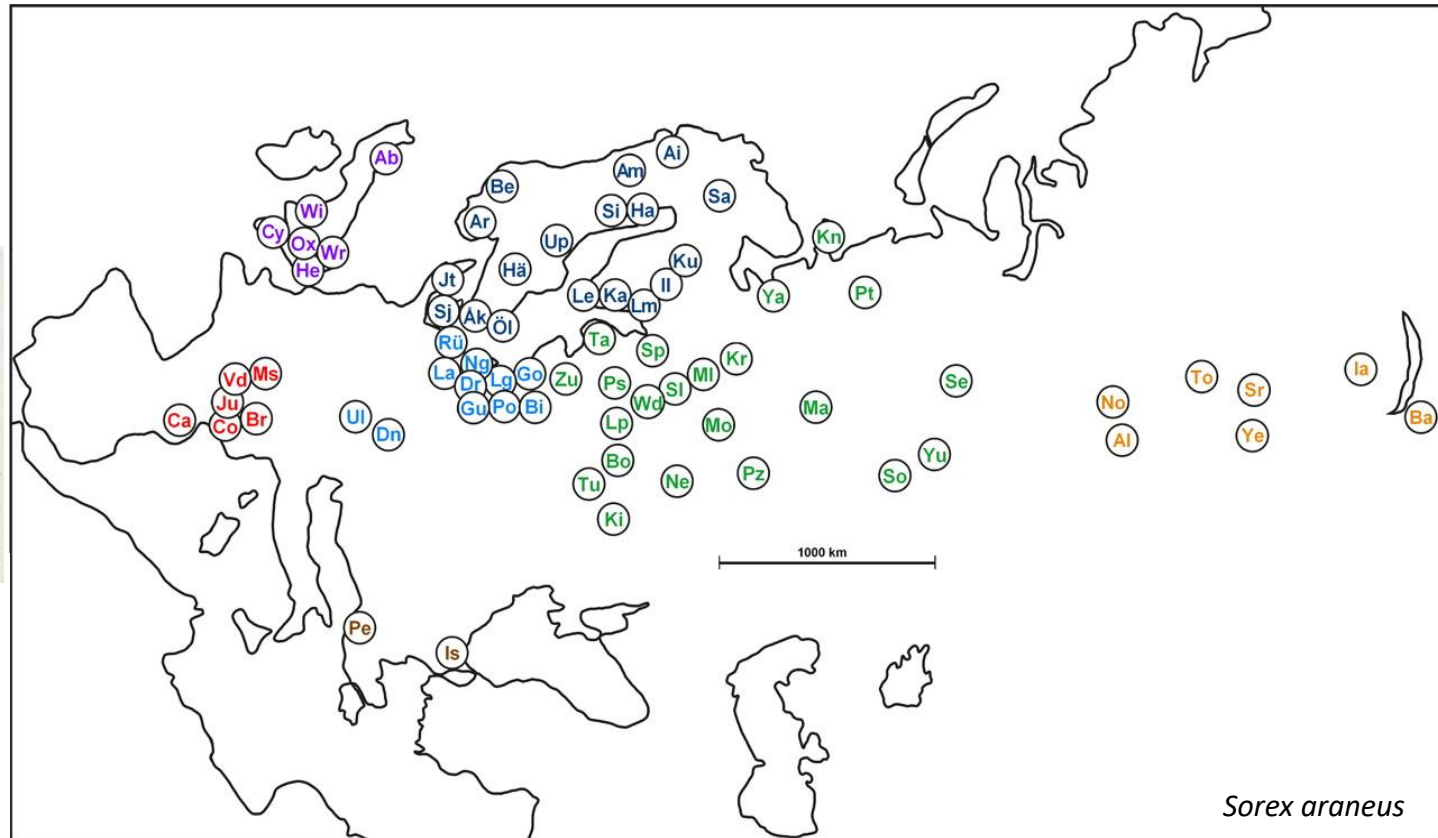 Ai
Ab
Am
Be
Sa
Wi
Si
Ha
Ar
Cy
Kn
Ox
Up
Wr
Ku
He
Hä
Jt
Il
Pt
Le
Ka
Ya
Lm
Sj
Åk
Öl
Ta
Rü
Sp
Kr
Ng
Ia
Ms
La
Go
Ml
Vd
Lg
Zu
To
Se
Dr
Ps
Sl
Sr
Ju
Wd
No
Gu
Po
Bi
Ma
Ul
Ba
Ca
Br
Lp
Mo
Co
Dn
Ye
Al
Yu
Bo
Pz
So
Ne
Tu
Ki
1000 km
Pe
Is
Sorex araneus